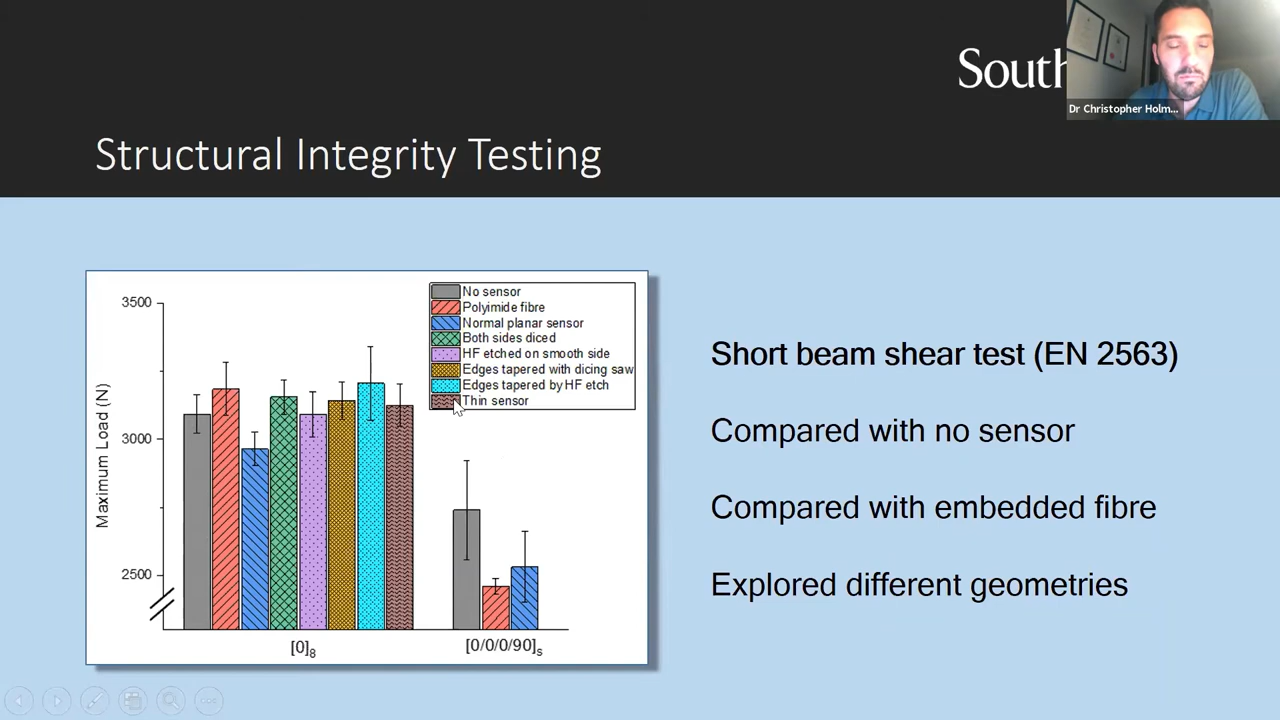 South
Dr Christopher Holm...
Structural Integrity Testing
3500
3000
2500
Maximum Load (N)
No sensor
Polyimide fibre
Normal planar sensor
Both sides diced
HF etched on smooth side
Edges tapered with dicing saw
Edges tapered by HF etch
Thin sensor
[0]8
[0/0/0/90]s
Short beam shear test (EN 2563)
Compared with no sensor
Compared with embedded fibre
Explored different geometries